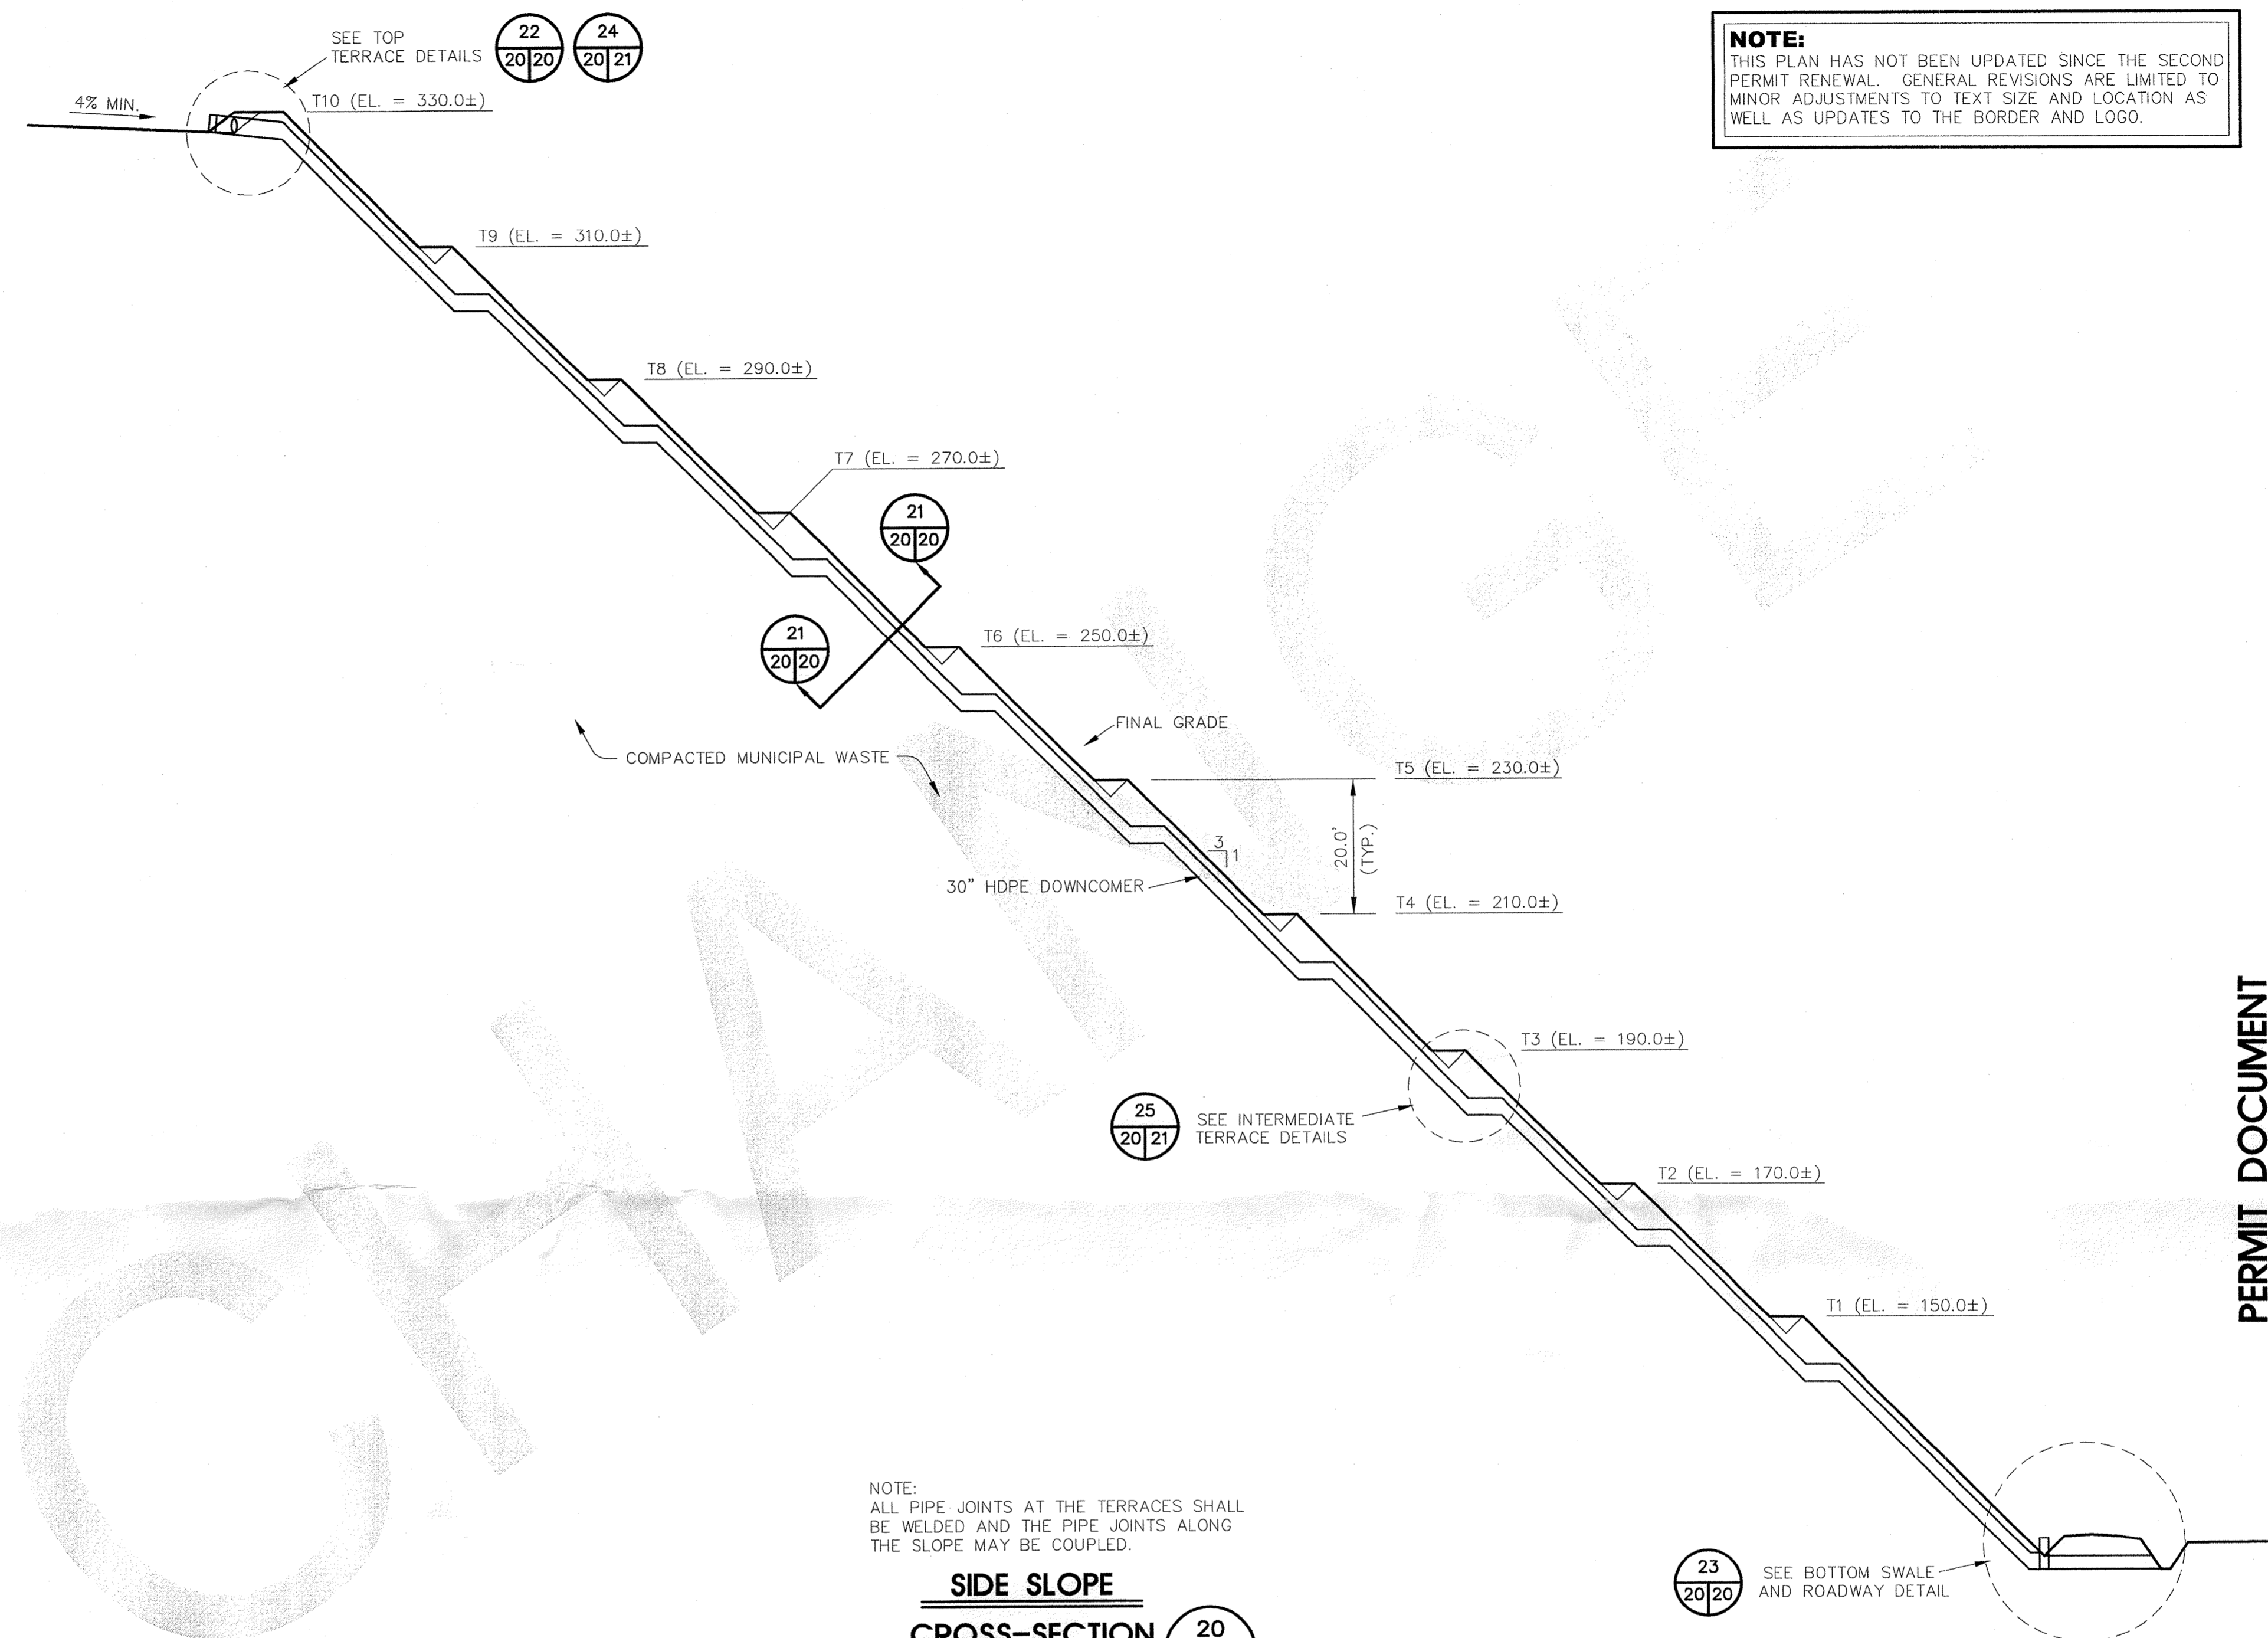 SEE TOP
TERRACE DETAILS
22
20 20
24
20 21
NOTE:
THIS PLAN HAS NOT BEEN UPDATED SINCE THE SECOND
PERMIT RENEWAL. GENERAL REVISIONS ARE LIMITED TO
MINOR ADJUSTMENTS TO TEXT SIZE AND LOCATION AS
WELL AS UPDATES TO THE BORDER AND LOGO.
4% MIN.
T10 (EL. = 330.0±)
T9 (EL. = 310.0±)
T8 (EL. = 290.0±)
T7 (EL. = 270.0±)
21
20 20
21
20 20
T6 (EL. = 250.0±)
FINAL GRADE
COMPACTED MUNICIPAL WASTE
T5 (EL. = 230.0±)
20.0'
(TYP.)
3
1
30" HDPE DOWNCOMER
T4 (EL. = 210.0±)
T3 (EL. = 190.0±)
25
20 21
SEE INTERMEDIATE
TERRACE DETAILS
T2 (EL. = 170.0±)
T1 (EL. = 150.0±)
PERMIT DOCUMENT
CHANGE
NOTE:
ALL PIPE JOINTS AT THE TERRACES SHALL
BE WELDED AND THE PIPE JOINTS ALONG
THE SLOPE MAY BE COUPLED.
23
20 20
SEE BOTTOM SWALE
AND ROADWAY DETAIL
SIDE SLOPE
CROSS-SECTION
20